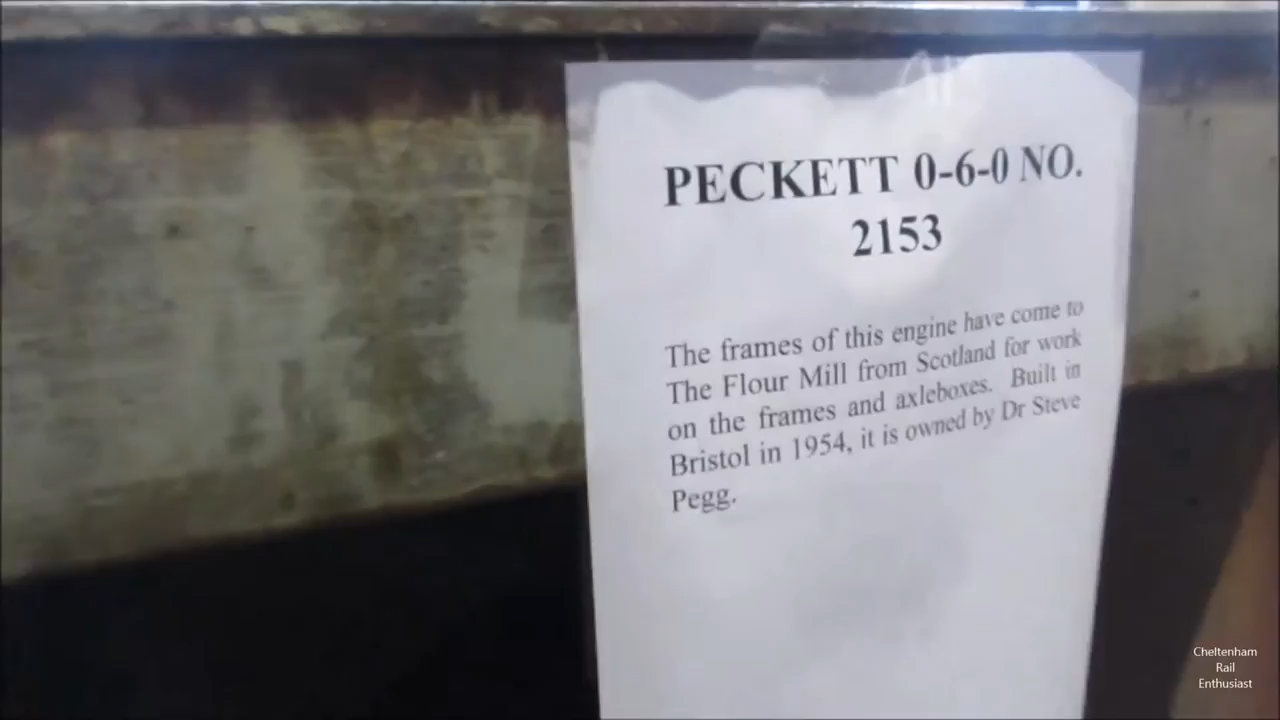 PECKETT 0-6-0 NO.
2153
The frames of this engine have come to
The Flour Mill from Scotland for work
on the frames and axleboxes. Built in
Bristol in 1954, it is owned by Dr Steve
Pegg.
Cheltenham
Rail
Enthusiast